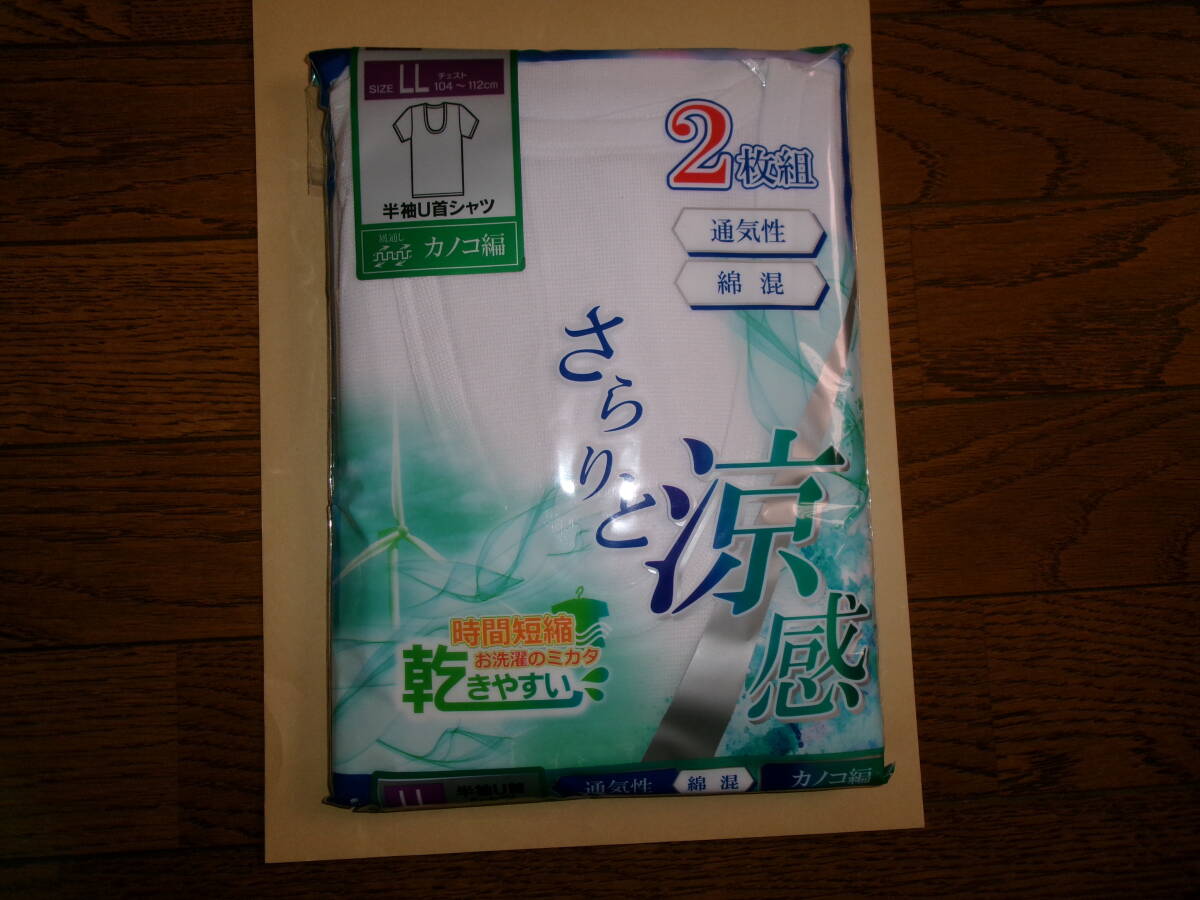 SIZE LL チェスト 104～112cm
半袖U首シャツ
風通し カノコ編
2枚組
通気性
綿混
さらりと
涼感
時間短縮
お洗濯のミカタ
乾きやすい
LL 半袖U首 通気性 綿混 カノコ編